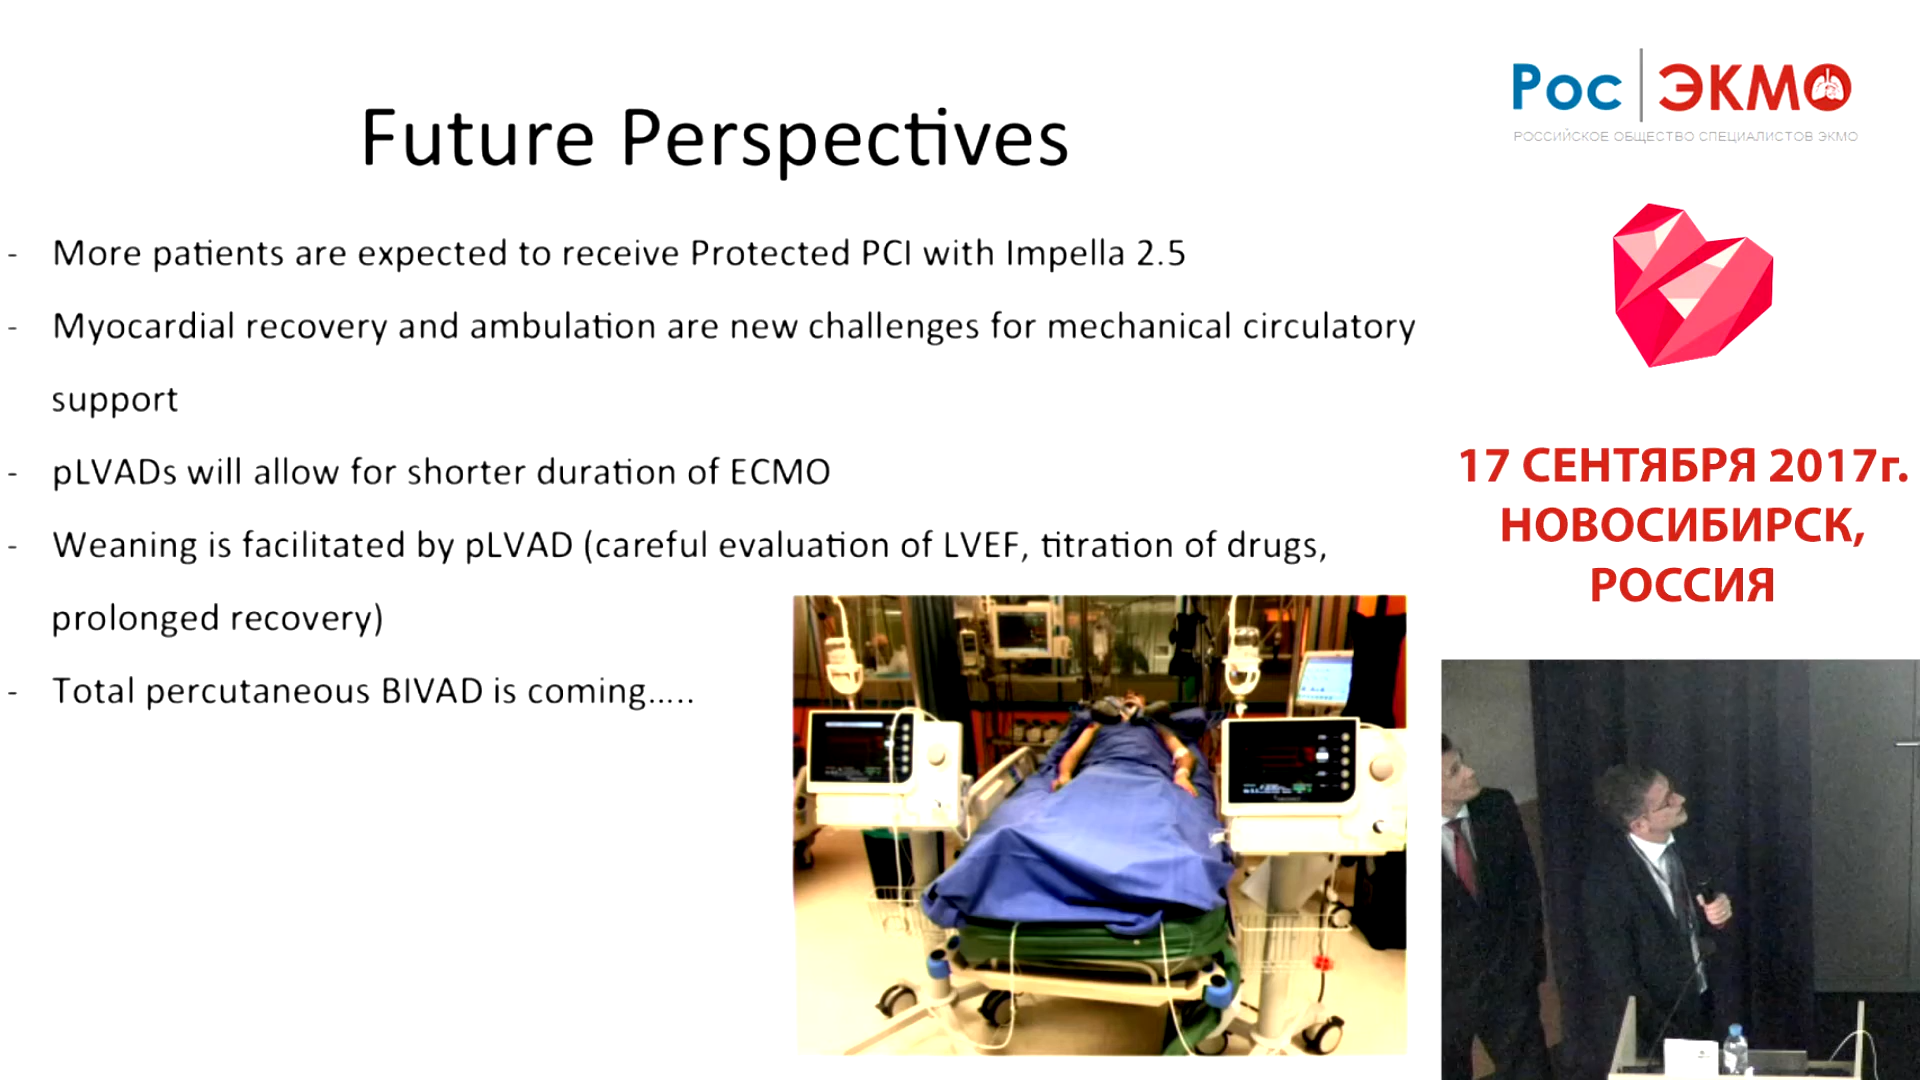 Future Perspectives
- More patients are expected to receive Protected PCI with Impella 2.5
- Myocardial recovery and ambulation are new challenges for mechanical circulatory
support
- pLVADs will allow for shorter duration of ECMO
- Weaning is facilitated by pLVAD (careful evaluation of LVEF, titration of drugs,
prolonged recovery)
- Total percutaneous BIVAD is coming.....
Рос ЭКМО
РОССИЙСКОЕ ОБЩЕСТВО СПЕЦИАЛИСТОВ ЭКМО
17 СЕНТЯБРЯ 2017г.
НОВОСИБИРСК,
РОССИЯ